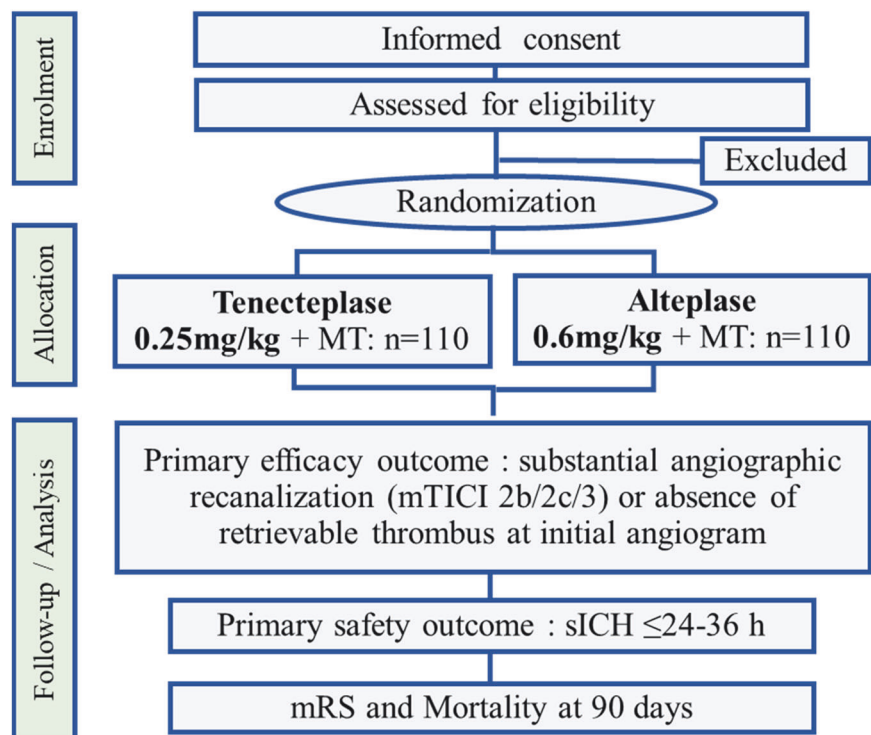 Enrolment
Informed consent
Assessed for eligibility
Excluded
Randomization
Allocation
Tenecteplase
0.25mg/kg + MT: n=110
Alteplase
0.6mg/kg + MT: n=110
Follow-up / Analysis
Primary efficacy outcome : substantial angiographic
recanalization (mTICI 2b/2c/3) or absence of
retrievable thrombus at initial angiogram
Primary safety outcome : sICH ≤24-36 h
mRS and Mortality at 90 days